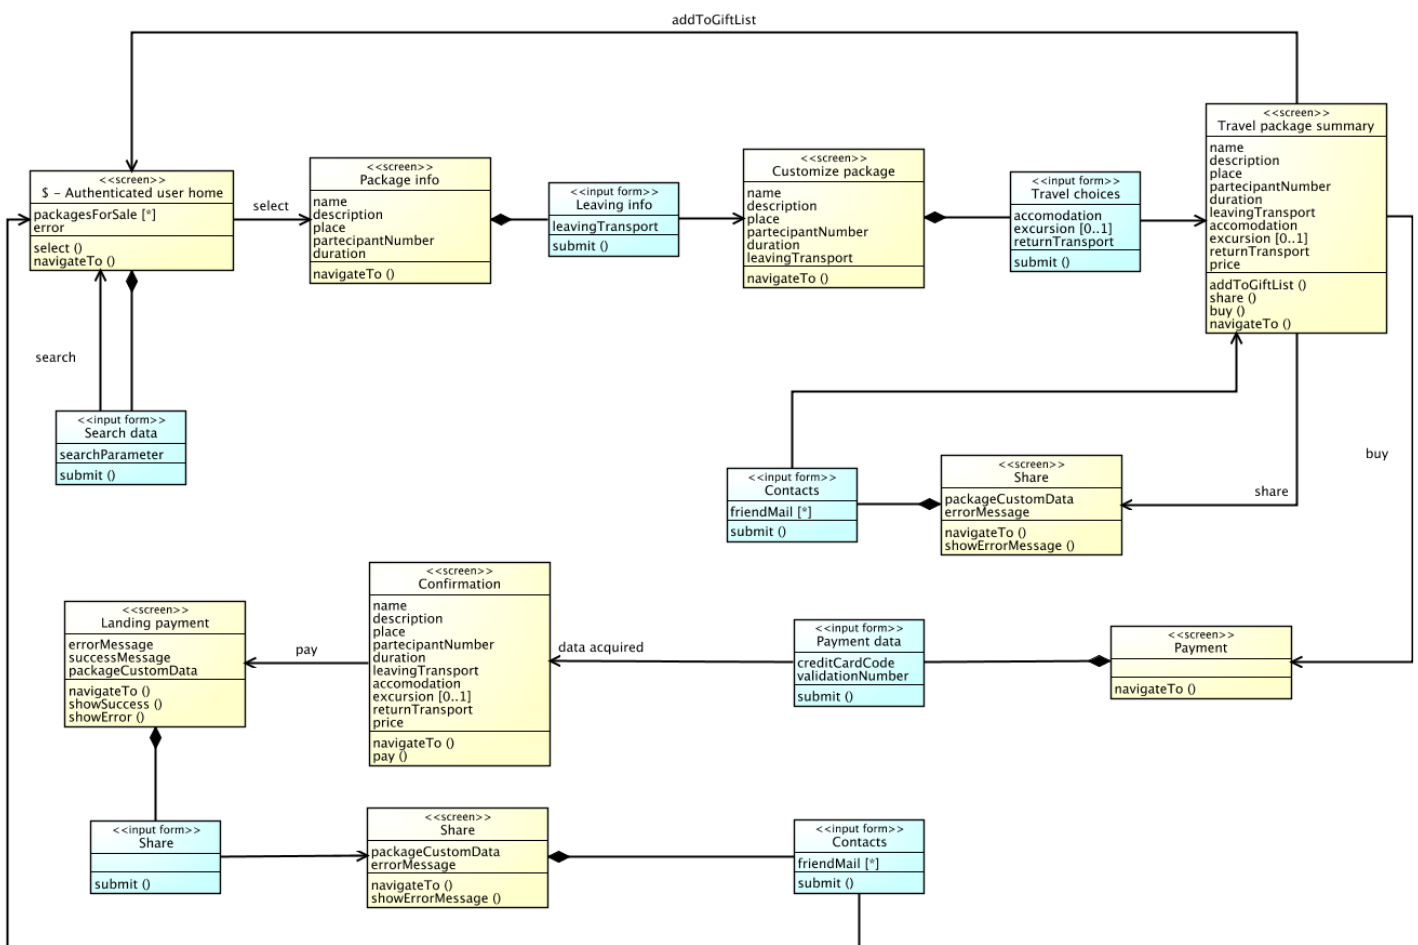 addToGiftList
<<screen>>
$ - Authenticated user home
packagesForSale [*]
error
select ()
navigateTo ()
select
<<screen>>
Package info
name
description
place
partecipantNumber
duration
navigateTo ()
<<input form>>
Leaving info
leavingTransport
submit ()
<<screen>>
Customize package
name
description
place
partecipantNumber
duration
leavingTransport
navigateTo ()
<<input form>>
Travel choices
accomodation
excursion [0..1]
returnTransport
submit ()
<<screen>>
Travel package summary
name
description
place
partecipantNumber
duration
leavingTransport
accomodation
excursion [0..1]
returnTransport
price
addToGiftList ()
share ()
buy ()
navigateTo ()
search
<<input form>>
Search data
searchParameter
submit ()
<<input form>>
Contacts
friendMail [*]
submit ()
<<screen>>
Share
packageCustomData
errorMessage
navigateTo ()
showErrorMessage ()
share
buy
<<screen>>
Landing payment
errorMessage
successMessage
packageCustomData
navigateTo ()
showSuccess ()
showError ()
pay
<<screen>>
Confirmation
name
description
place
partecipantNumber
duration
leavingTransport
accomodation
excursion [0..1]
returnTransport
price
navigateTo ()
pay ()
data acquired
<<input form>>
Payment data
creditCardCode
validationNumber
submit ()
<<screen>>
Payment
navigateTo ()
<<input form>>
Share
submit ()
<<screen>>
Share
packageCustomData
errorMessage
navigateTo ()
showErrorMessage ()
<<input form>>
Contacts
friendMail [*]
submit ()